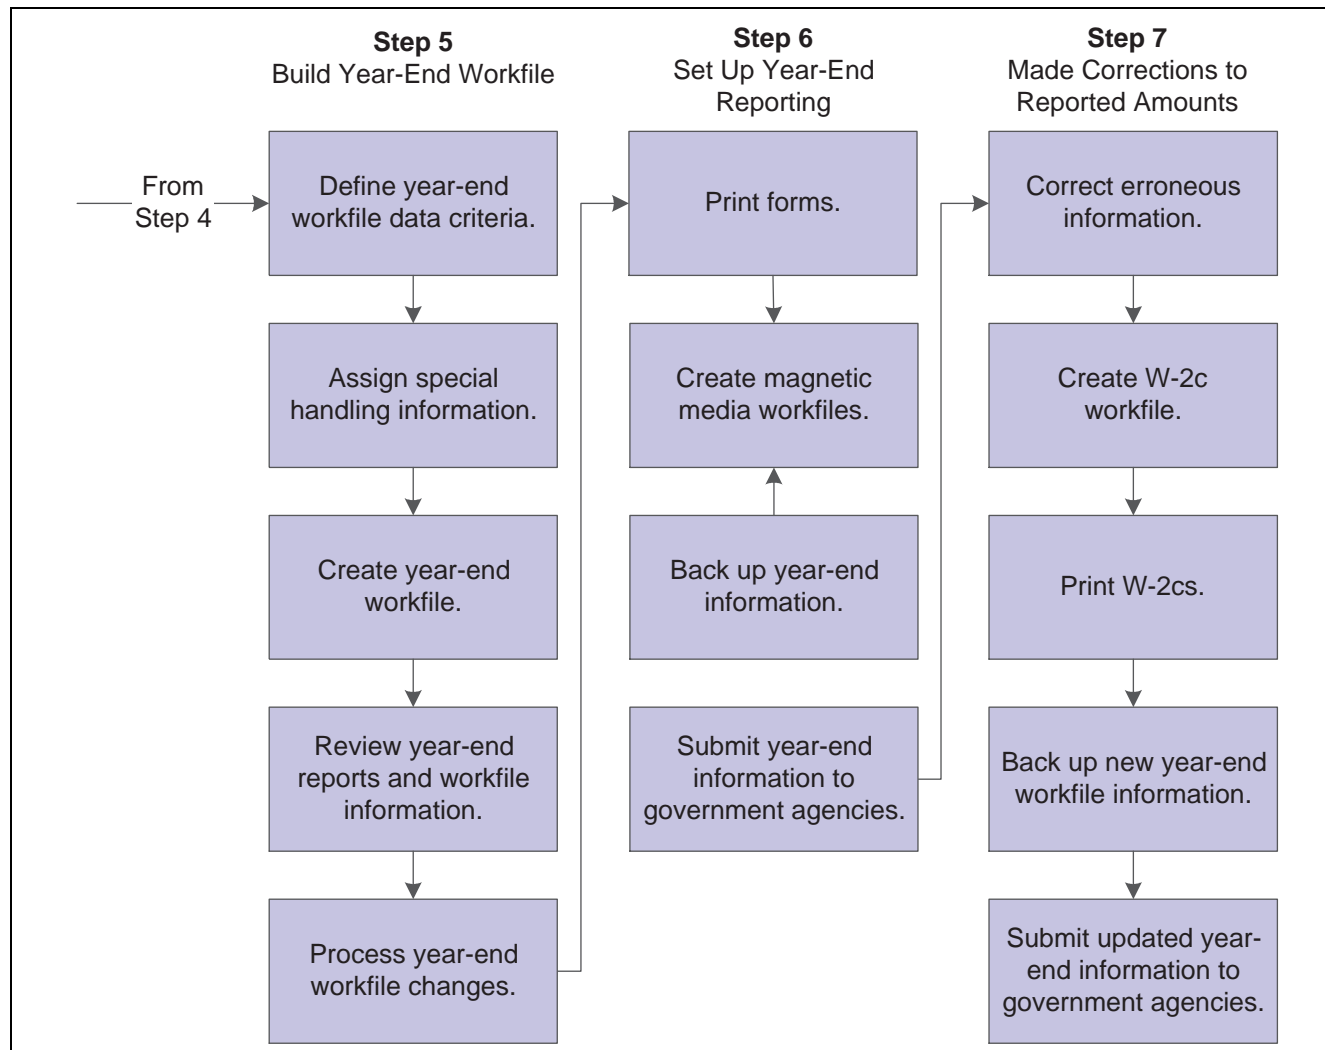 Step 5
Build Year-End Workfile
From
Step 4
Define year-end
workfile data criteria.
Assign special
handling information.
Create year-end
workfile.
Review year-end
reports and workfile
information.
Process year-end
workfile changes.
Step 6
Set Up Year-End
Reporting
Print forms.
Create magnetic
media workfiles.
Back up year-end
information.
Submit year-end
information to
government agencies.
Step 7
Made Corrections to
Reported Amounts
Correct erroneous
information.
Create W-2c
workfile.
Print W-2cs.
Back up new year-end
workfile information.
Submit updated year-
end information to
government agencies.